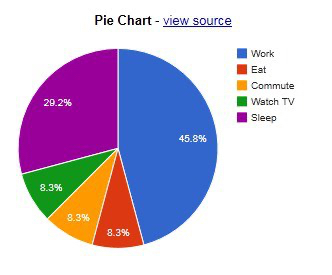 Pie Chart - view source
Work
Eat
Commute
Watch TV
Sleep
45.8%
8.3%
8.3%
8.3%
29.2%